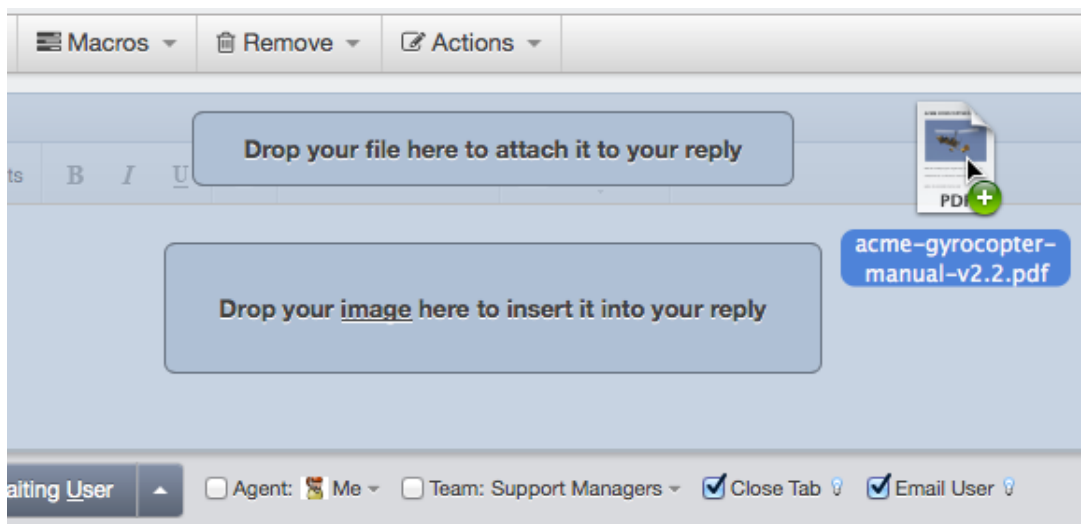 Macros Remove Actions
Drop your file here to attach it to your reply
ts B I U
PDF
acme-gyrocopter-
manual-v2.2.pdf
Drop your image here to insert it into your reply
aiting User Agent: Me Team: Support Managers Close Tab Email User